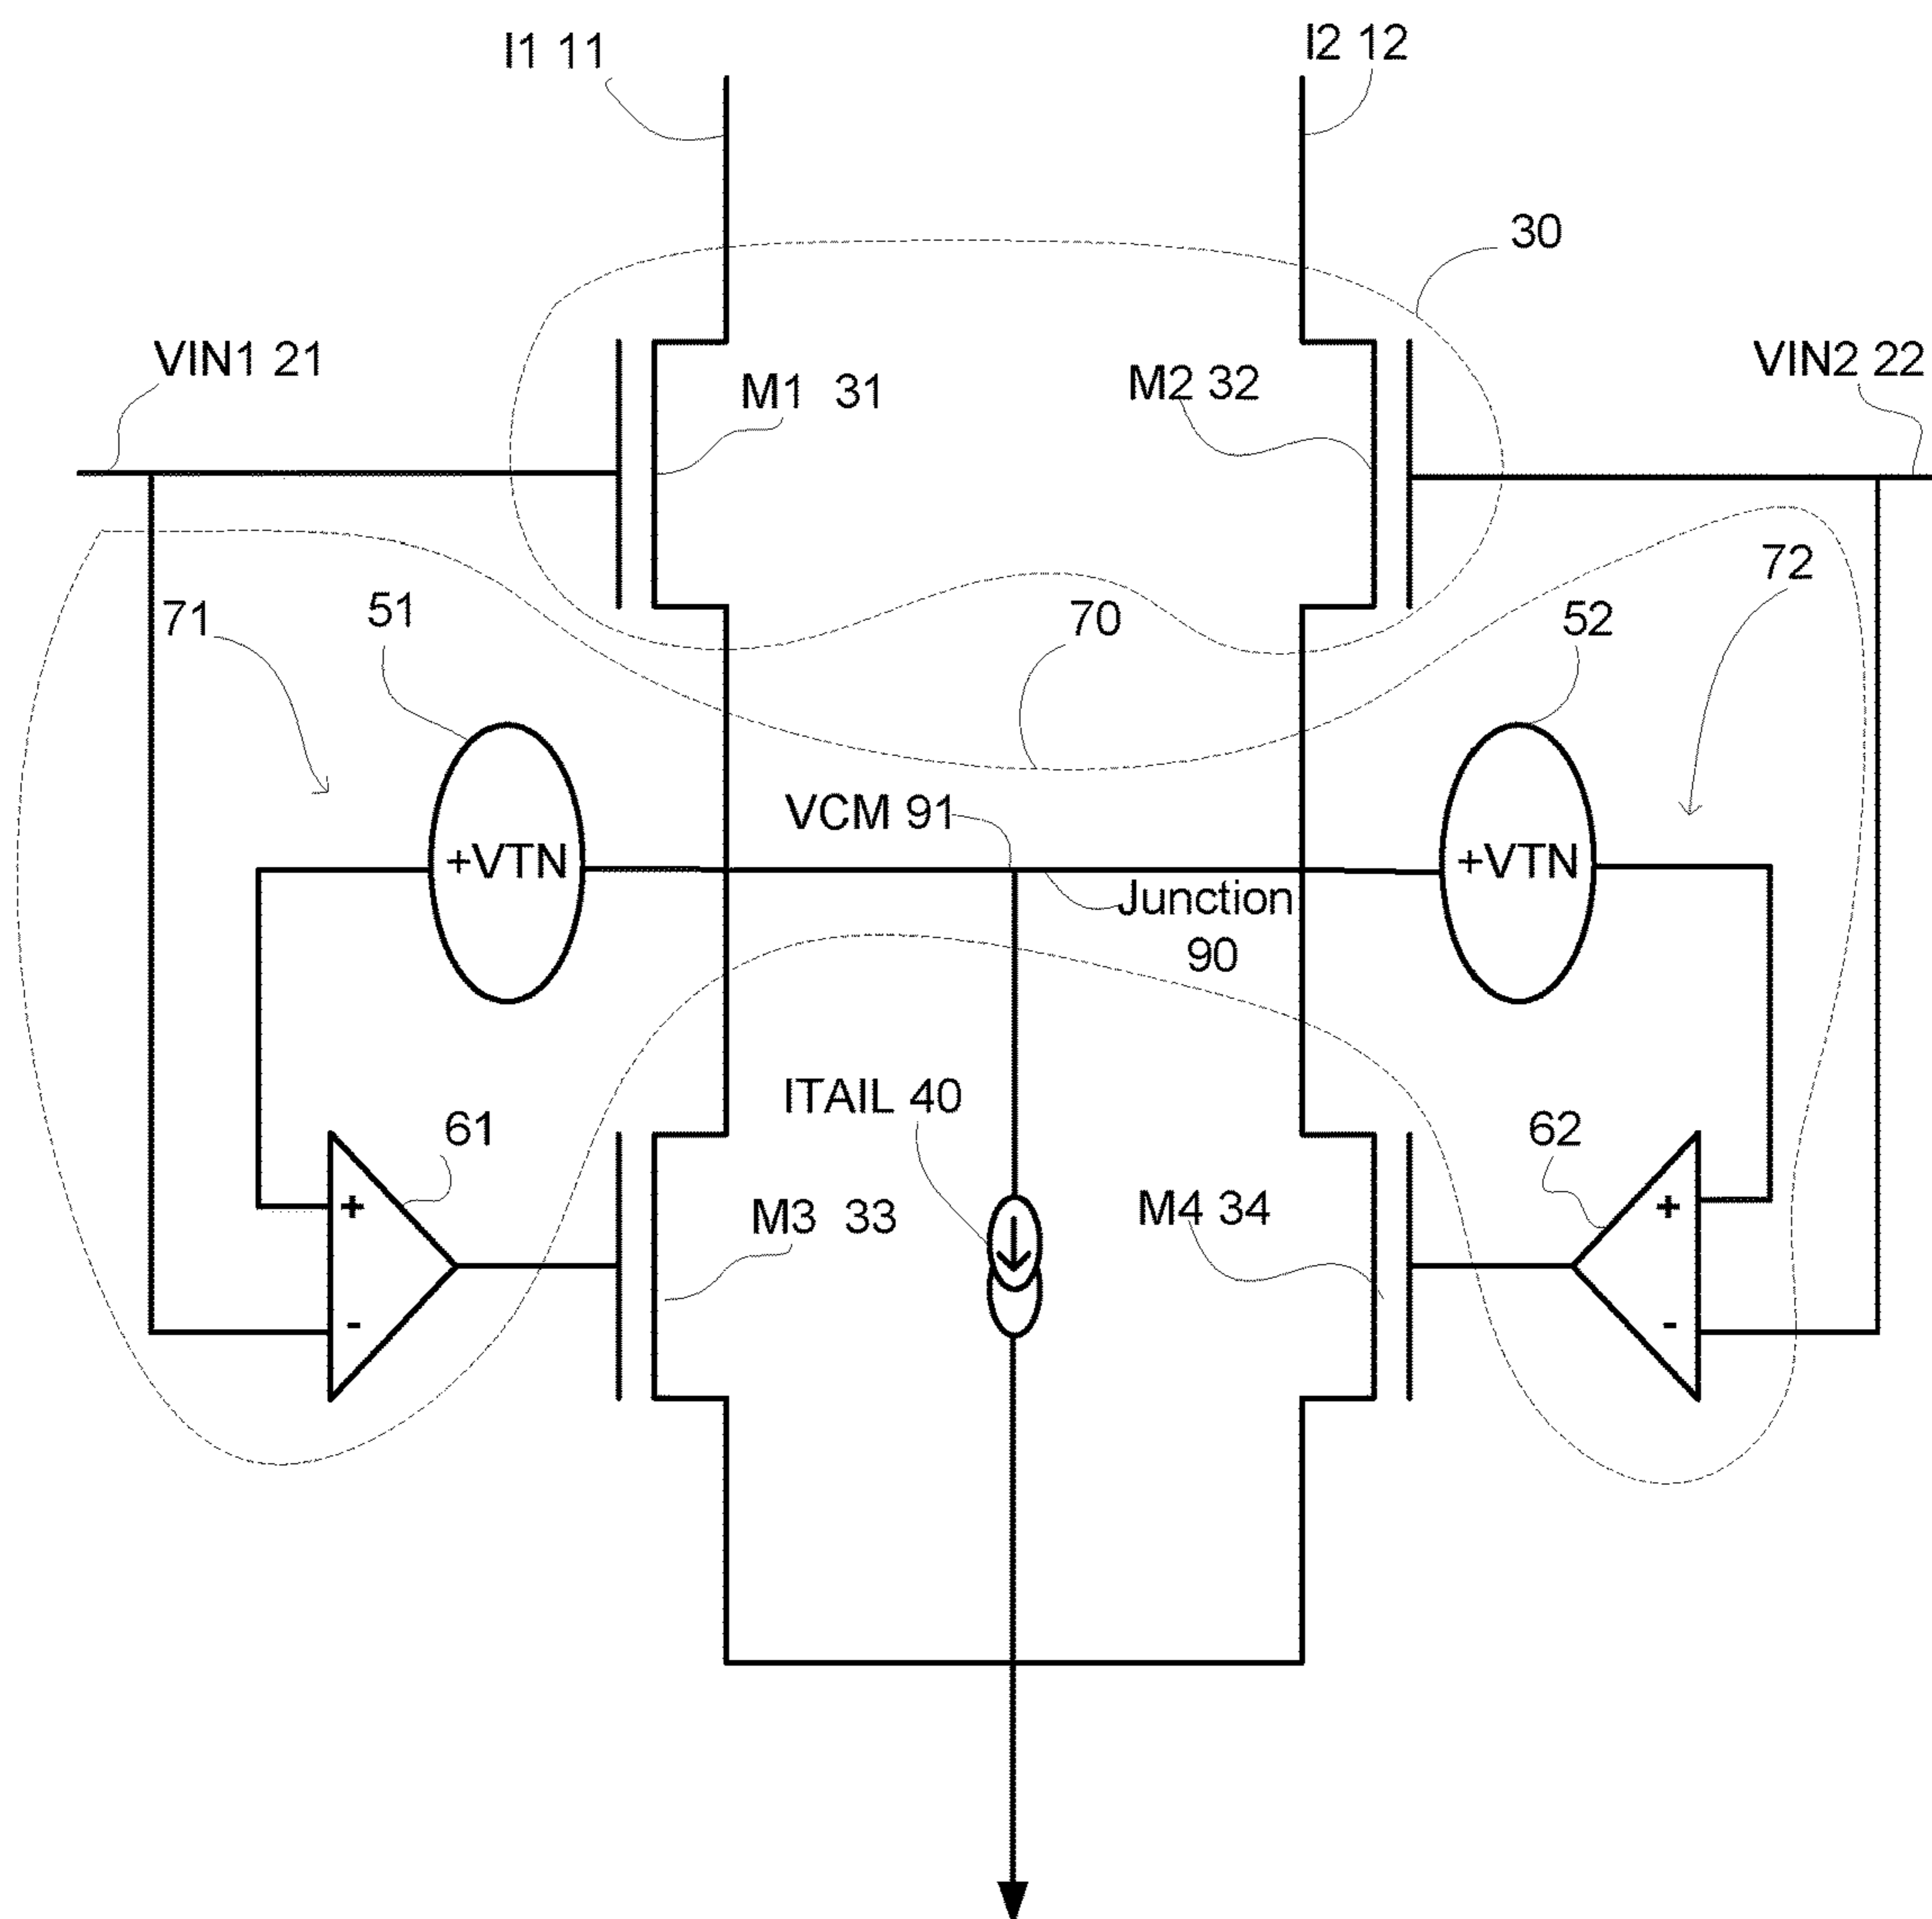 I1 11
I2 12
30
VIN1 21
M1 31
M2 32
VIN2 22
71
51
70
52
72
+VTN
VCM 91
+VTN
Junction
90
ITAIL 40
61
62
+
M3 33
M4 34
+
-
-